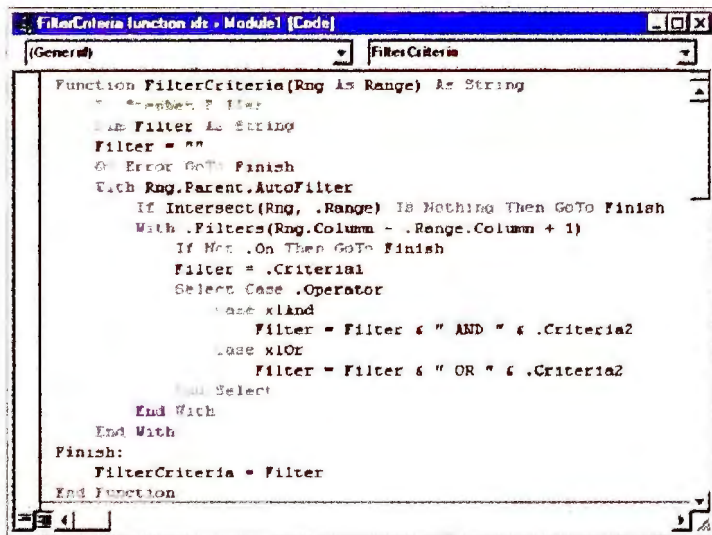 FilterCriteria function xls - Module1 [Code]
(General) FilterCriteria
Function FilterCriteria(Rng As Range) As String
Dim Filter As String
Filter = ""
On Error GoTo Finish
With Rng.Parent.AutoFilter
If Intersect(Rng, .Range) Is Nothing Then GoTo Finish
With .Filters(Rng.Column - .Range.Column + 1)
If Not .On Then GoTo Finish
Filter = .Criteria1
Select Case .Operator
Case xlAnd
Filter = Filter & " AND " & .Criteria2
Case xlOr
Filter = Filter & " OR " & .Criteria2
End Select
End With
End With
Finish:
FilterCriteria = Filter
End Function